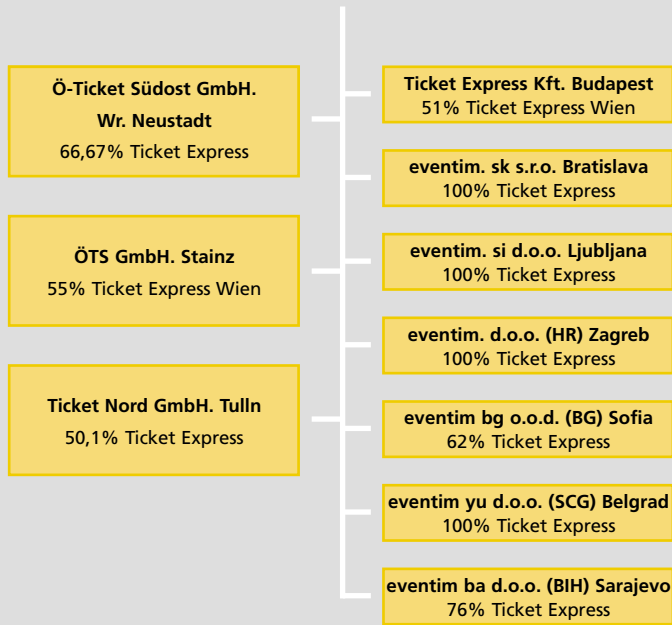 Ö-Ticket Südost GmbH.
Wr. Neustadt
66,67% Ticket Express
ÖTS GmbH. Stainz
55% Ticket Express Wien
Ticket Nord GmbH. Tulln
50,1% Ticket Express
Ticket Express Kft. Budapest
51% Ticket Express Wien
eventim. sk s.r.o. Bratislava
100% Ticket Express
eventim. si d.o.o. Ljubljana
100% Ticket Express
eventim. d.o.o. (HR) Zagreb
100% Ticket Express
eventim bg o.o.d. (BG) Sofia
62% Ticket Express
eventim yu d.o.o. (SCG) Belgrad
100% Ticket Express
eventim ba d.o.o. (BIH) Sarajevo
76% Ticket Express